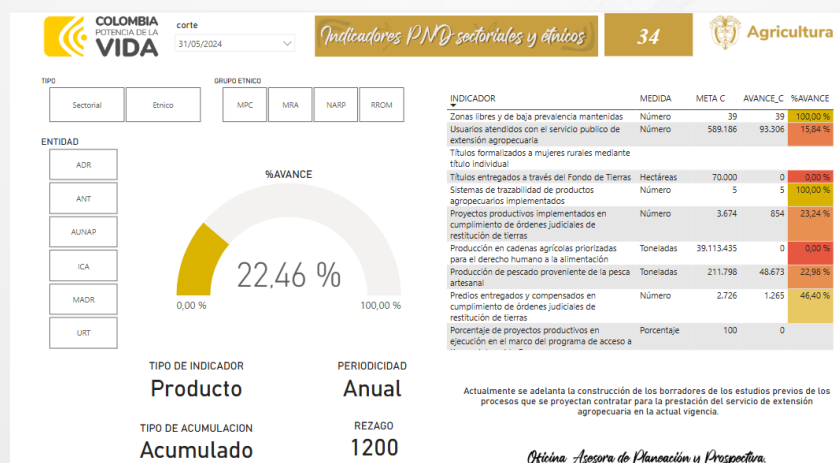 COLOMBIA
POTENCIA DE LA
VIDA
corte
31/05/2024
Indicadores PND sectoriales y étnicos
34
Agricultura
TIPO
Sectorial
Etnico
GRUPO ETNICO
MPC
MRA
NARP
RROM
ENTIDAD
ADR
ANT
AUNAP
ICA
MADR
URT
%AVANCE
22,46 %
0,00 %
100,00 %
TIPO DE INDICADOR
Producto
PERIODICIDAD
Anual
TIPO DE ACUMULACION
Acumulado
REZAGO
1200
INDICADOR MEDIDA META C AVANCE_C %AVANCE
Zonas libres y de baja prevalencia mantenidas Número 39 39 100,00 %
Usuarios atendidos con el servicio publico de Número 589.186 93.306 15,84 %
extensión agropecuaria
Títulos formalizados a mujeres rurales mediante
título individual
Títulos entregados a través del Fondo de Tierras Hectáreas 70.000 0 0,00 %
Sistemas de trazabilidad de productos Número 5 5 100,00 %
agropecuarios implementados
Proyectos productivos implementados en Número 3.674 854 23,24 %
cumplimiento de órdenes judiciales de
restitución de tierras
Producción en cadenas agrícolas priorizadas Toneladas 39.113.435 0 0,00 %
para el derecho humano a la alimentación
Producción de pescado proveniente de la pesca Toneladas 211.798 48.673 22,98 %
artesanal
Predios entregados y compensados en Número 2.726 1.265 46,40 %
cumplimiento de órdenes judiciales de
restitución de tierras
Porcentaje de proyectos productivos en Porcentaje 100 0
ejecución en el marco del programa de acceso a
Actualmente se adelanta la construcción de los borradores de los estudios previos de los
procesos que se proyectan contratar para la prestación del servicio de extensión
agropecuaria en la actual vigencia.
Oficina Asesora de Planeación y Prospectiva.